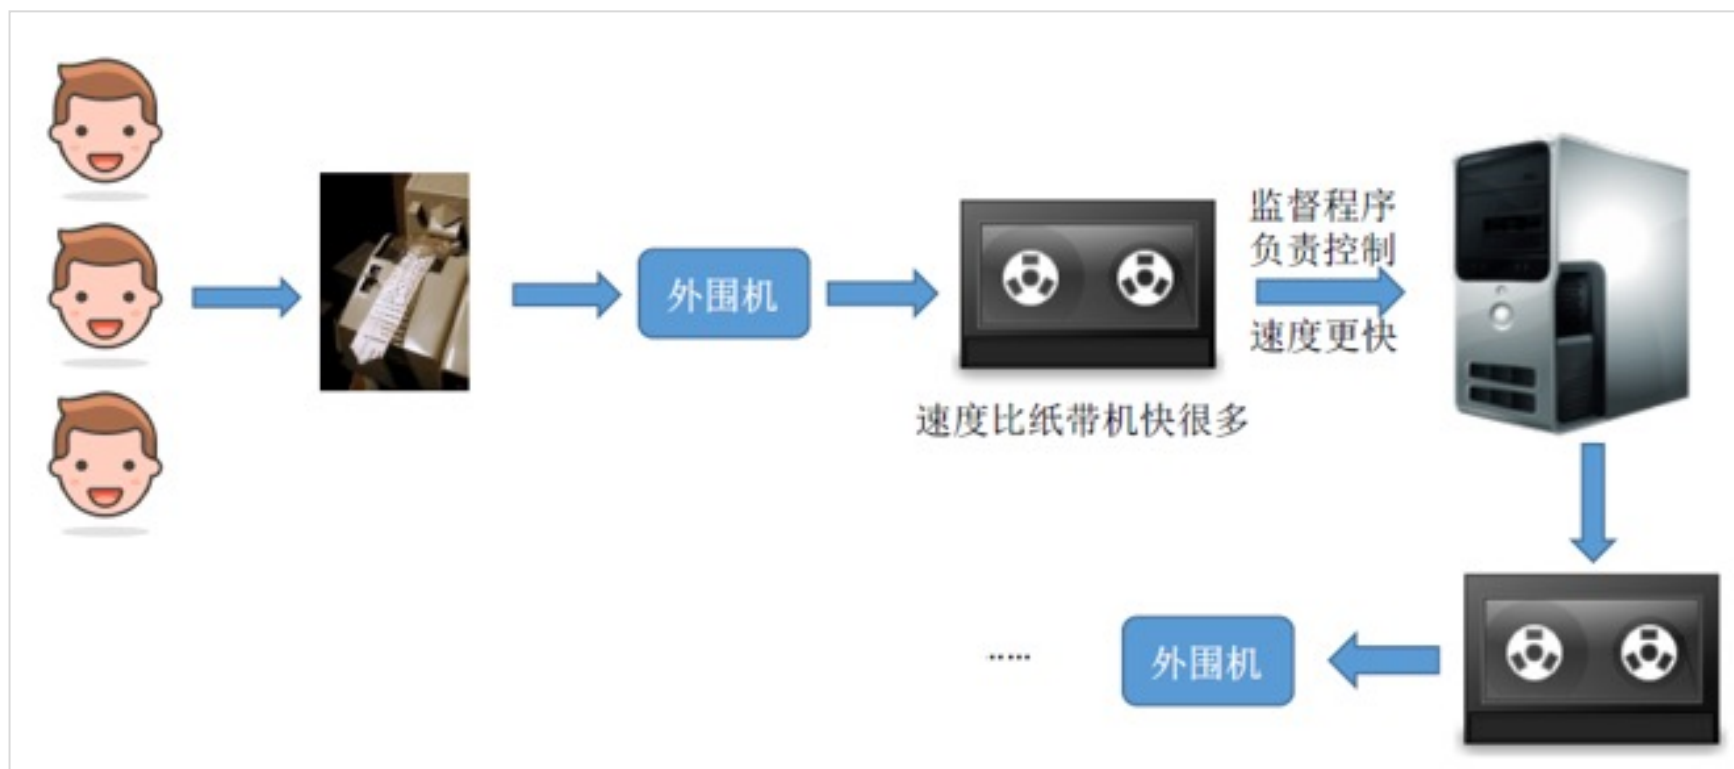 外围机
监督程序
负责控制
速度更快
速度比纸带机快很多
.....
外围机